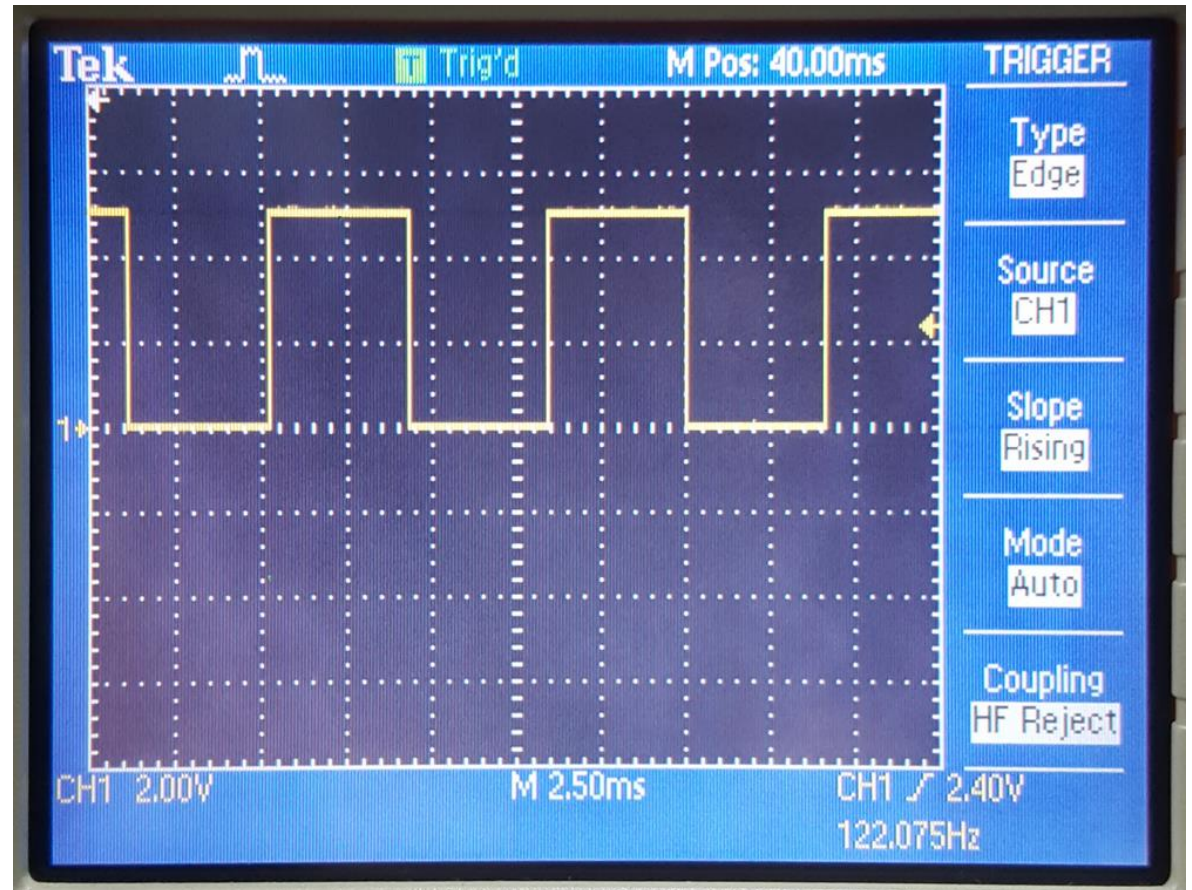 Tek T Trig'd M Pos: 40.00ms TRIGGER
Type
Edge
Source
CH1
Slope
Rising
1
Mode
Auto
Coupling
HF Reject
CH1 2.00V M 2.50ms CH1 2.40V
122.075Hz